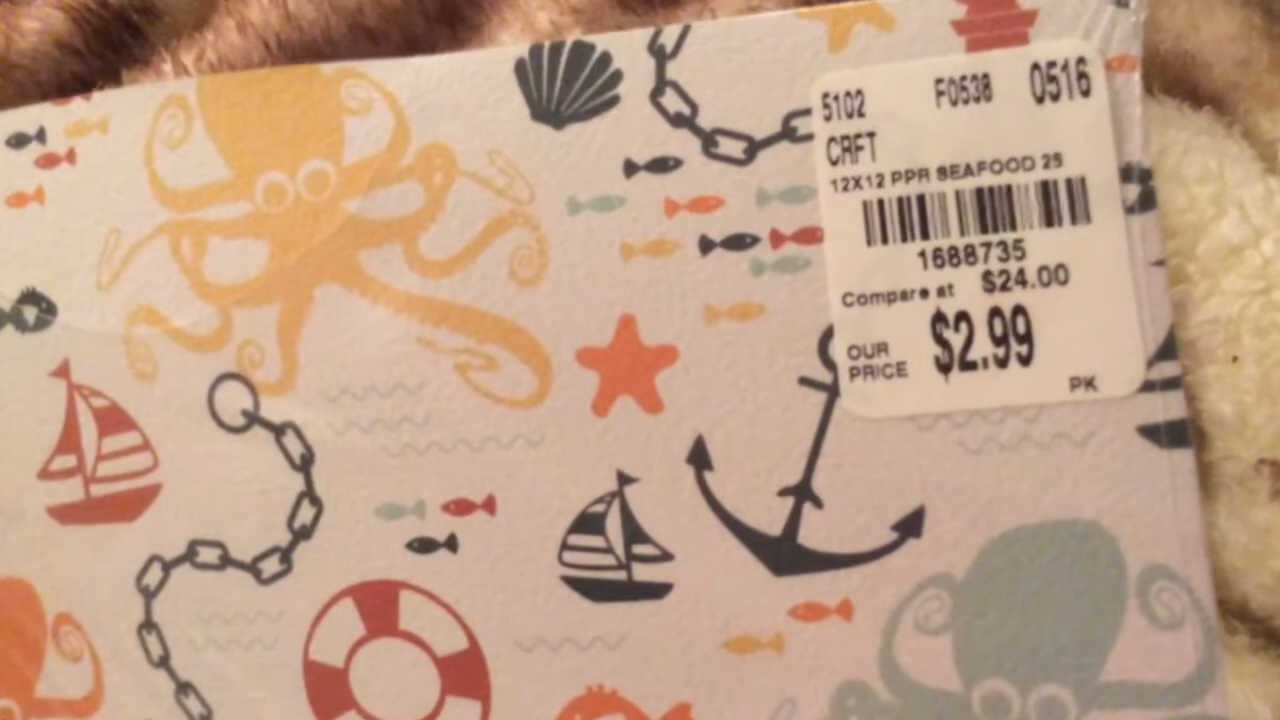 5102 F0538 0516
CRFT
12X12 PPR SEAFOOD 25
1688735
Compare at $24.00
OUR PRICE $2.99
PK